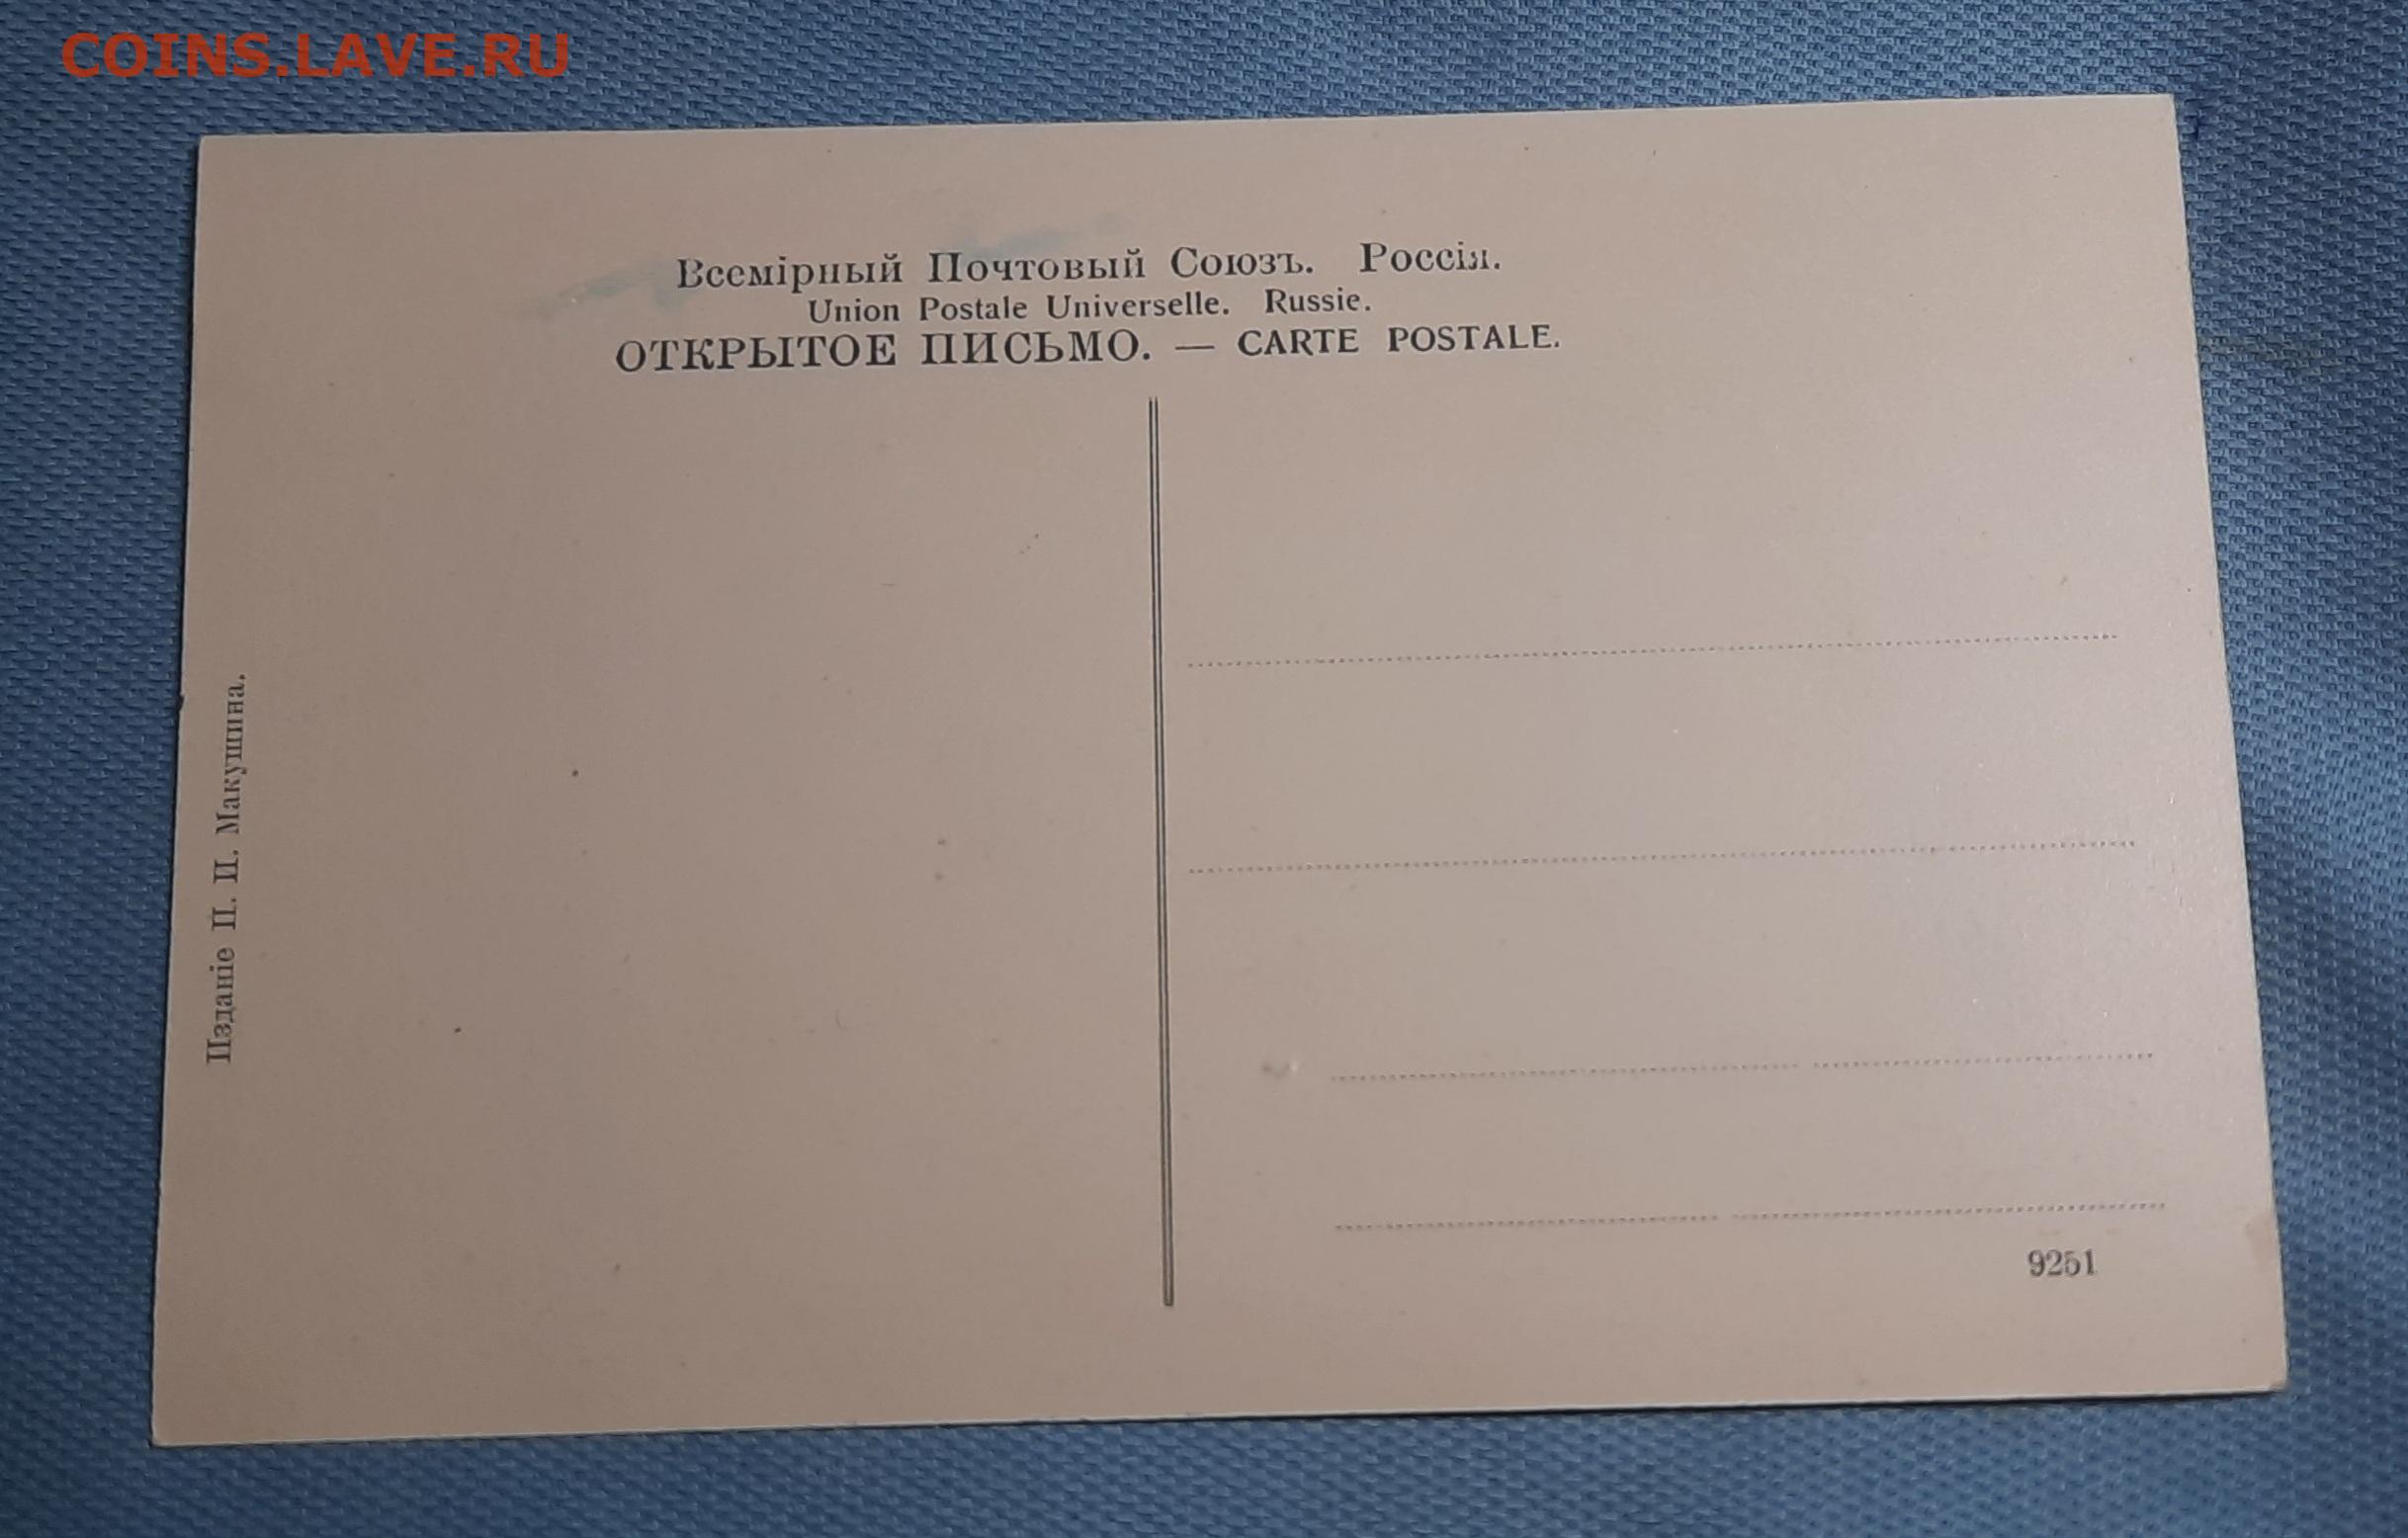 COINS.LAVE.RU
Всемірный Почтовый Союзъ. Россія.
Union Postale Universelle. Russie.
ОТКРЫТОЕ ПИСЬМО. — CARTE POSTALE.
Изданіе П. И. Макушина.
9251